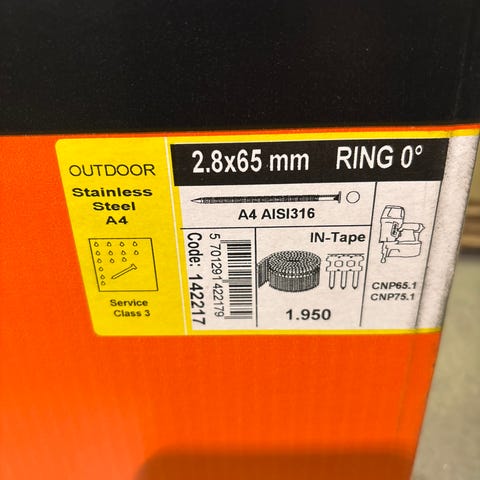 OUTDOOR
Stainless
Steel
A4
Service
Class 3
2.8x65 mm RING 0°
A4 AISI316
Code: 142217
5 701291 422179
IN-Tape
1.950
CNP65.1
CNP75.1